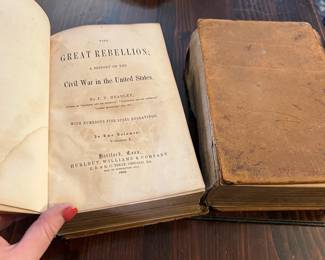 THE
GREAT REBELLION;
A HISTORY OF THE
Civil War in the United States.
By J. T. HEADLEY,
WITH NUMEROUS FINE STEEL ENGRAVINGS.
In Two Volumes.
Hartford, Conn.
HURLBUT, WILLIAMS & COMPANY